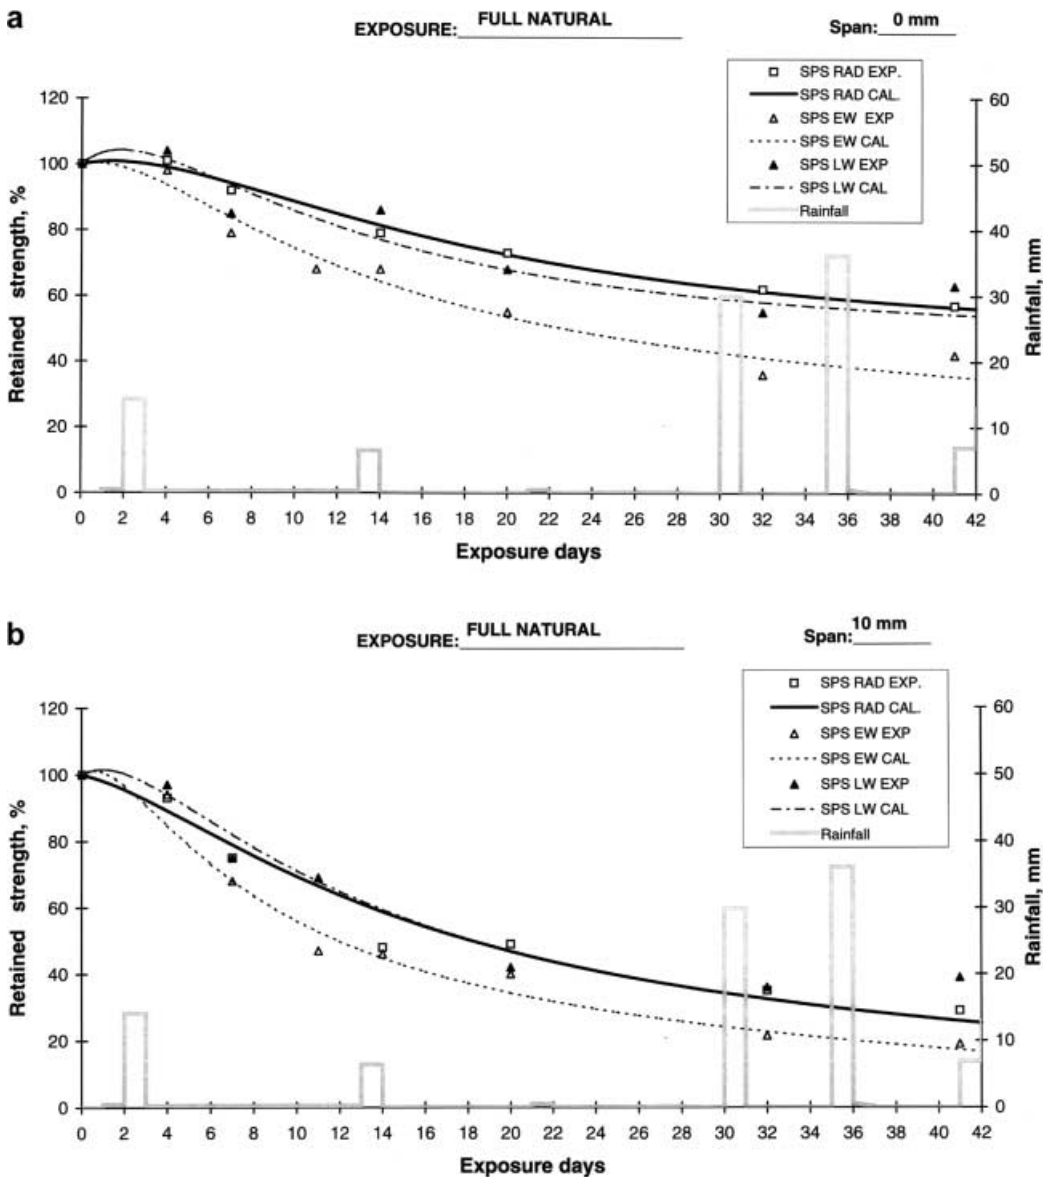 a
EXPOSURE: FULL NATURAL
Span: 0 mm
SPS RAD EXP.
SPS RAD CAL.
SPS EW EXP
SPS EW CAL
SPS LW EXP
SPS LW CAL
Rainfall
Retained strength, %
120
100
80
60
40
20
0
Rainfall, mm
60
50
40
30
20
10
0
0 2 4 6 8 10 11 14 16 18 20 22 24 26 28 30 32 34 36 40 41 42
Exposure days
b
EXPOSURE: FULL NATURAL
Span: 10 mm
SPS RAD EXP.
SPS RAD CAL.
SPS EW EXP
SPS EW CAL
SPS LW EXP
SPS LW CAL
Rainfall
Retained strength, %
120
100
80
60
40
20
0
Rainfall, mm
60
50
40
30
20
10
0
0 2 4 6 8 10 12 14 16 18 20 22 24 26 28 30 32 34 36 38 40 42
Exposure days